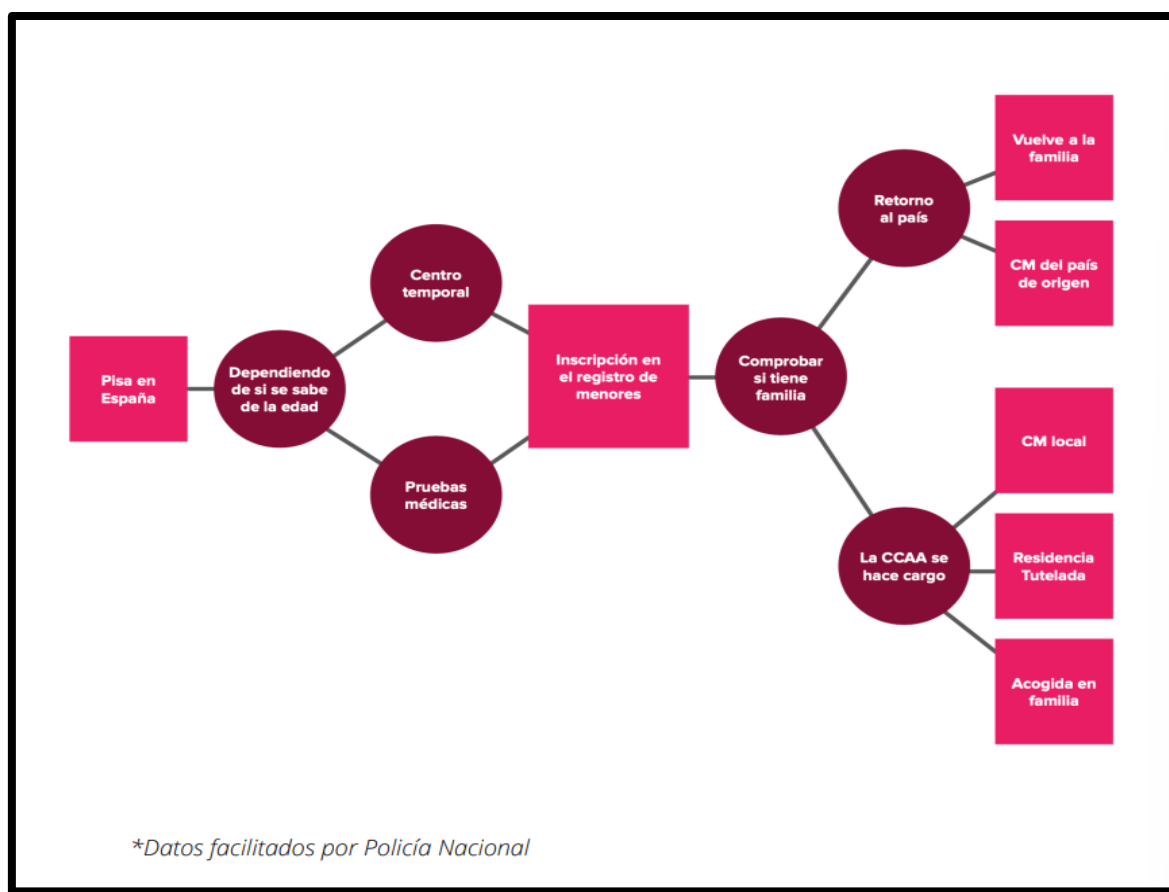 Pisa en
España
Dependiendo
de si se sabe
de la edad
Centro
temporal
Pruebas
médicas
Inscripción en
el registro de
menores
Comprobar
si tiene
familia
Retorno
al país
Vuelve a la
familia
CM del país
de origen
La CCAA se
hace cargo
CM local
Residencia
Tutelada
Acogida en
familia
*Datos facilitados por Policía Nacional